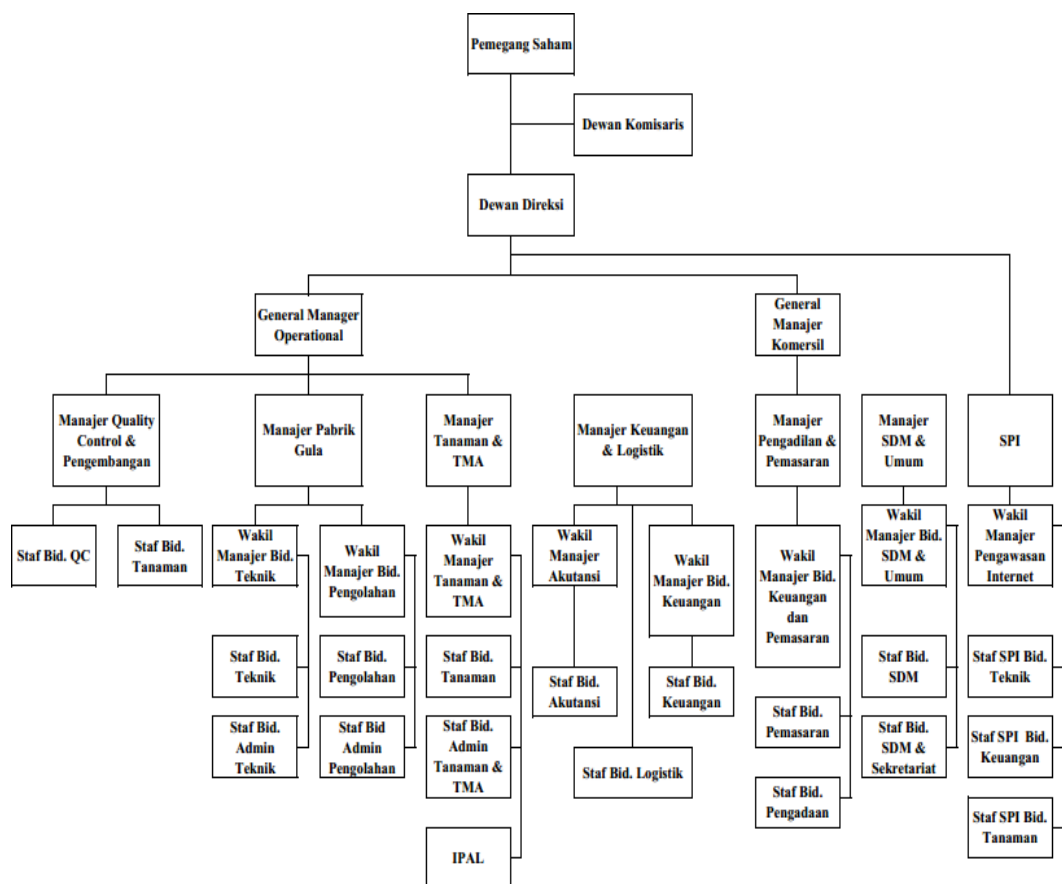 Pemegang Saham
Dewan Komisaris
Dewan Direksi
General Manager
Operational
General
Manajer
Komersil
Manajer Quality
Control &
Pengembangan
Manajer Pabrik
Gula
Manajer
Tanaman &
TMA
Manajer Keuangan
& Logistik
Manajer
Pengadilan &
Pemasaran
Manajer
SDM &
Umum
SPI
Staf Bid. QC
Staf Bid.
Tanaman
Wakil
Manajer Bid.
Teknik
Wakil
Manajer Bid.
Pengolahan
Wakil
Manajer
Tanaman &
TMA
Wakil
Manajer
Akutansi
Wakil
Manajer Bid.
Keuangan
Wakil
Manajer Bid.
Keuangan
dan
Pemasaran
Wakil
Manajer Bid.
SDM &
Umum
Wakil
Manajer
Pengawasan
Internet
Staf Bid.
Teknik
Staf Bid.
Pengolahan
Staf Bid.
Tanaman
Staf Bid.
Akutansi
Staf Bid.
Keuangan
Staf Bid.
SDM
Staf SPI Bid.
Teknik
Staf Bid.
Admin
Teknik
Staf Bid
Admin
Pengolahan
Staf Bid.
Admin
Tanaman &
TMA
Staf Bid. Logistik
Staf Bid.
Pemasaran
Staf Bid.
SDM &
Sekretariat
Staf SPI Bid.
Keuangan
Staf Bid.
Pengadaan
Staf SPI Bid.
Tanaman
IPAL